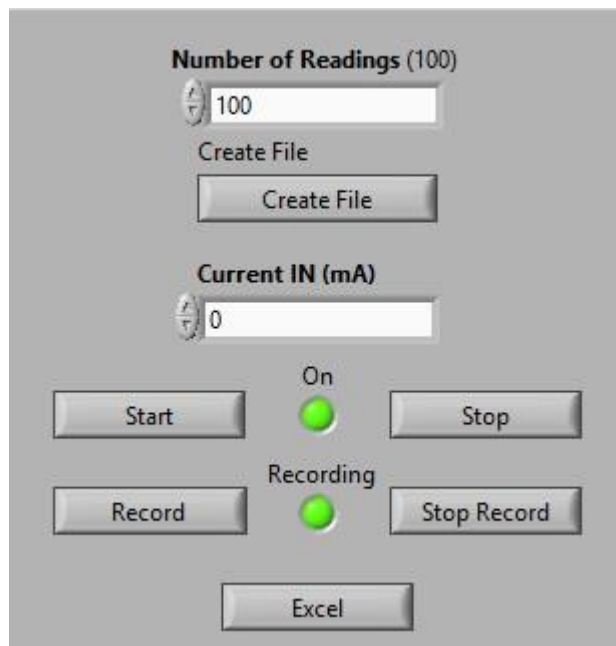 Number of Readings (100)
100
Create File
Create File
Current IN (mA)
0
On
Start
Stop
Recording
Record
Stop Record
Excel